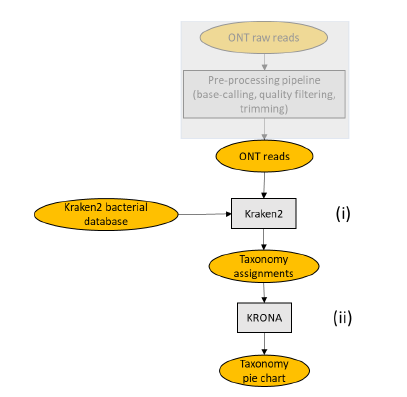 ONT raw reads
Pre-processing pipeline
(base-calling, quality filtering,
trimming)
ONT reads
Kraken2 bacterial
database
Kraken2
(i)
Taxonomy
assignments
KRONA
(ii)
Taxonomy
pie chart